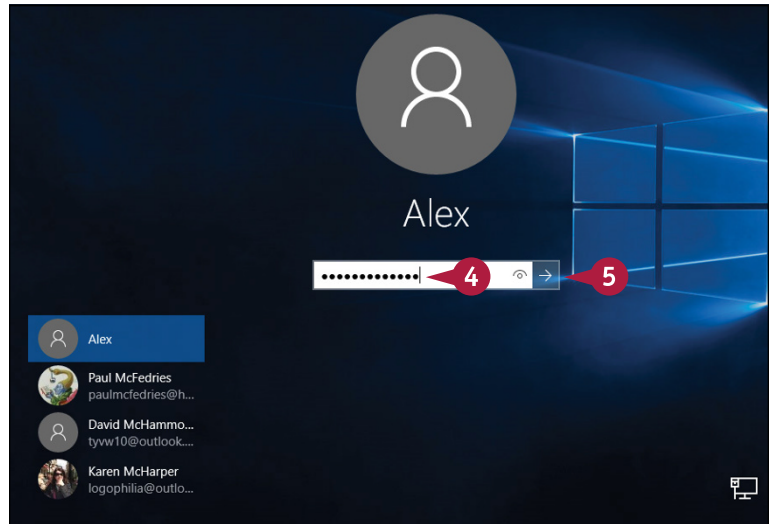 Alex
4
5
Alex
Paul McFedries
paulmcfedries@h...
David McHammo...
tyvw10@outlook....
Karen McHarper
logophilia@outlo...